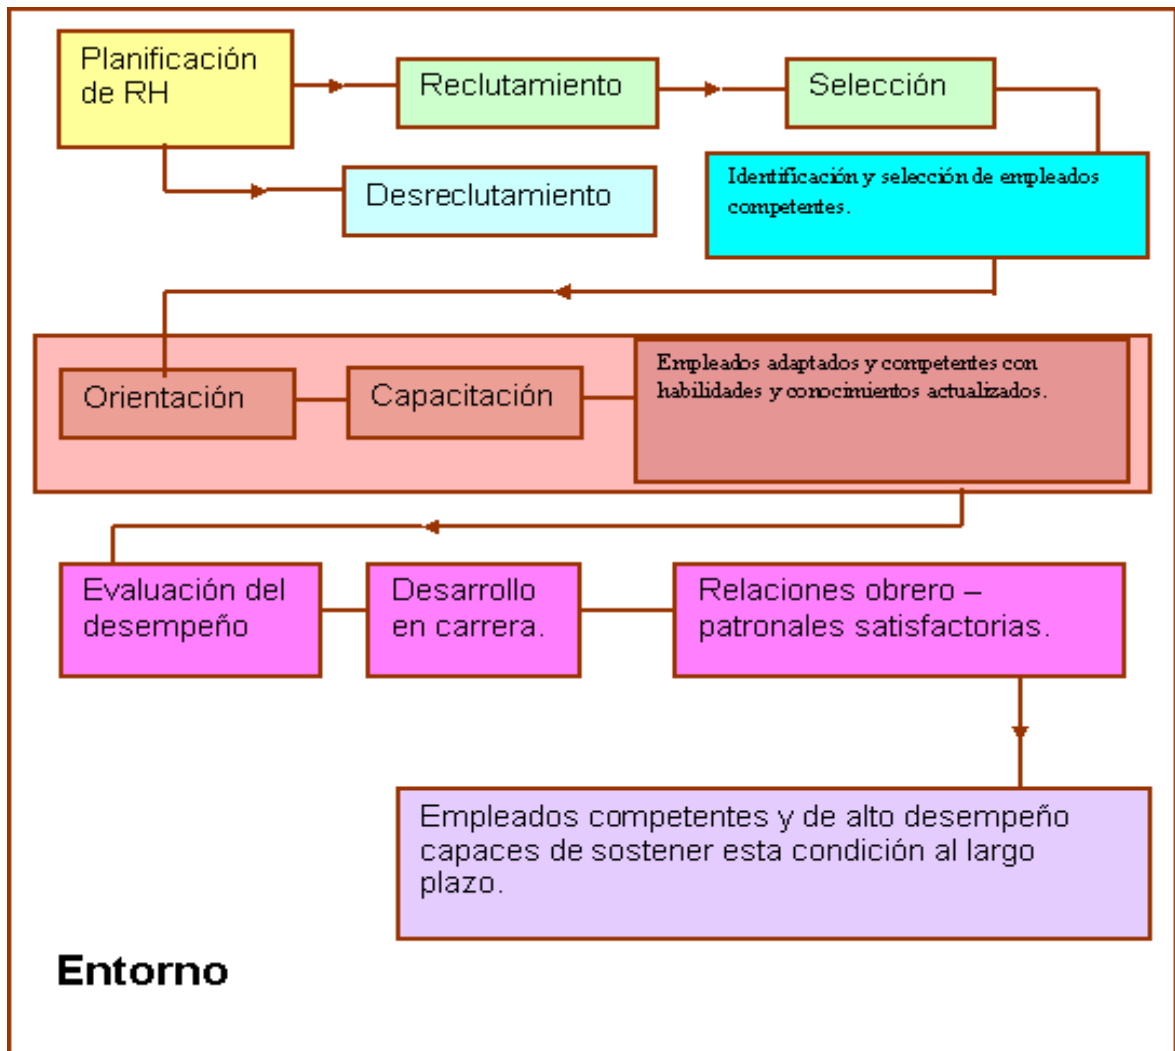 Planificación
de RH
Reclutamiento
Selección
Desreclutamiento
Identificación y selección de empleados
competentes.
Orientación
Capacitación
Empleados adaptados y competentes con
habilidades y conocimientos actualizados.
Evaluación del
desempeño
Desarrollo
en carrera.
Relaciones obrero –
patronales satisfactorias.
Empleados competentes y de alto desempeño
capaces de sostener esta condición al largo
plazo.
Entorno